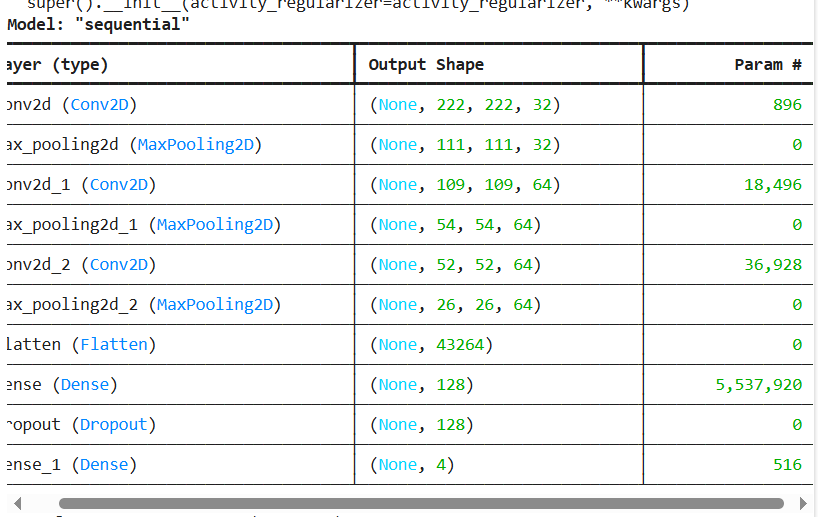 super().__init__(activity_regularizer=activity_regularizer, **kwargs)
Model: "sequential"
ayer (type) Output Shape Param #
onv2d (Conv2D) (None, 222, 222, 32) 896
ax_pooling2d (MaxPooling2D) (None, 111, 111, 32) 0
onv2d_1 (Conv2D) (None, 109, 109, 64) 18,496
ax_pooling2d_1 (MaxPooling2D) (None, 54, 54, 64) 0
onv2d_2 (Conv2D) (None, 52, 52, 64) 36,928
ax_pooling2d_2 (MaxPooling2D) (None, 26, 26, 64) 0
latten (Flatten) (None, 43264) 0
ense (Dense) (None, 128) 5,537,920
ropout (Dropout) (None, 128) 0
ense_1 (Dense) (None, 4) 516